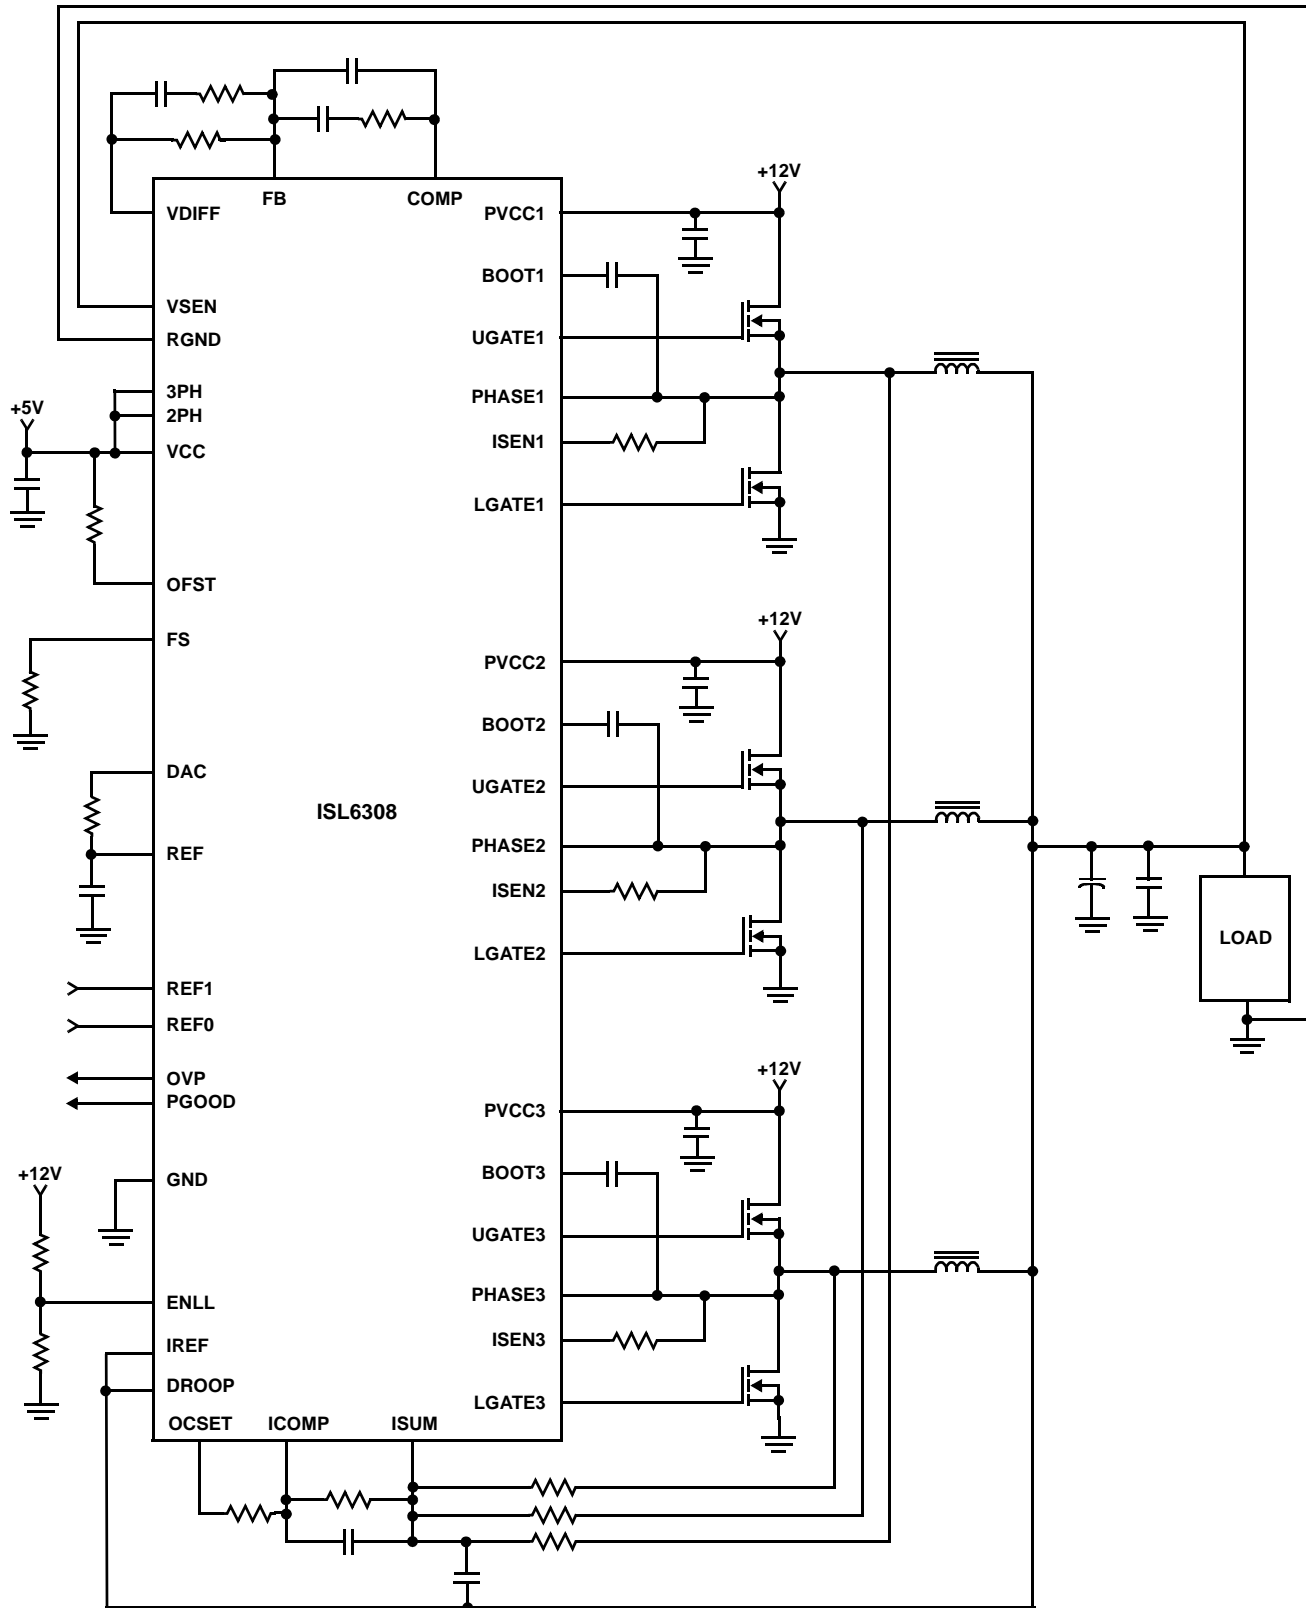 FB
COMP
VDIFF
VSEN
RGND
3PH
2PH
+5V
VCC
OFST
FS
DAC
REF
REF1
REF0
OVP
PGOOD
GND
+12V
ENLL
IREF
DROOP
OCSET
ICOMP
ISUM
ISL6308
+12V
PVCC1
BOOT1
UGATE1
PHASE1
ISEN1
LGATE1
+12V
PVCC2
BOOT2
UGATE2
PHASE2
ISEN2
LGATE2
+12V
PVCC3
BOOT3
UGATE3
PHASE3
ISEN3
LGATE3
LOAD